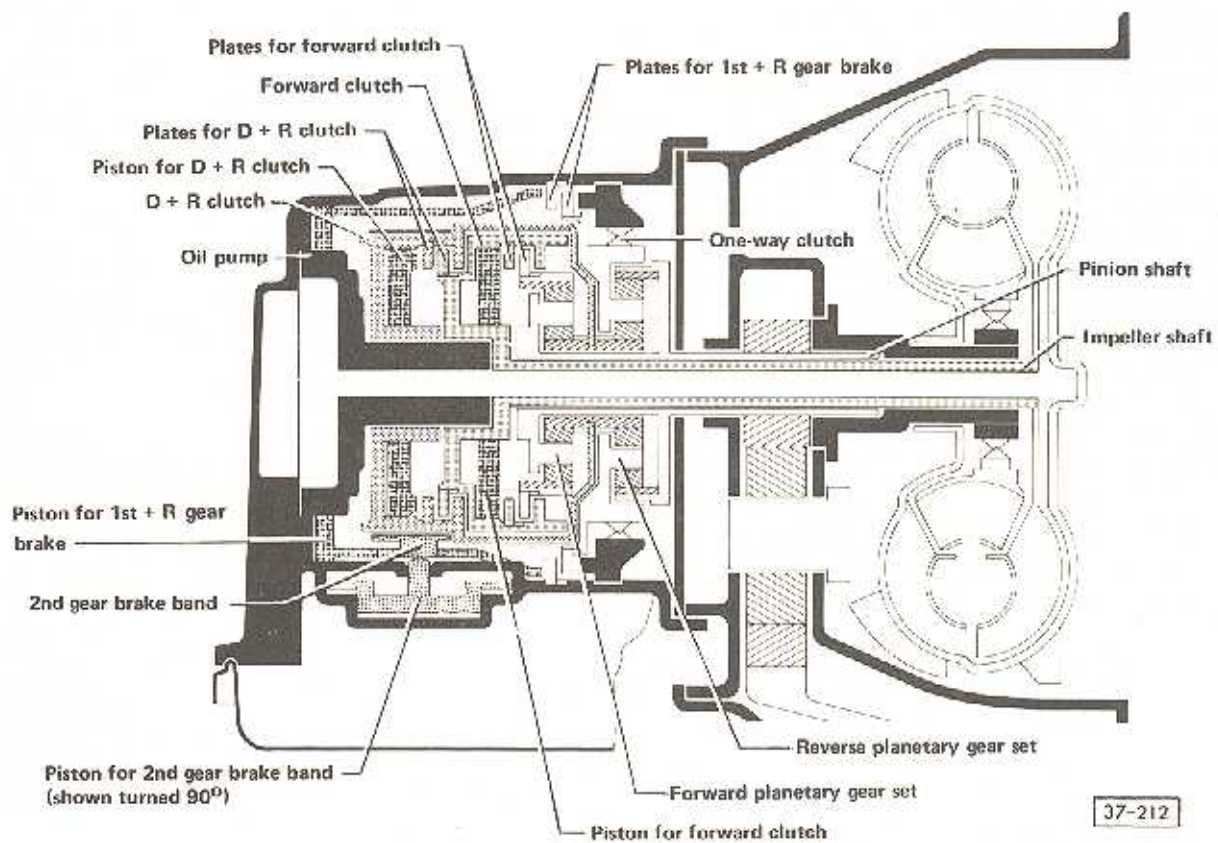 Plates for forward clutch
Plates for 1st + R gear brake
Forward clutch
Plates for D + R clutch
Piston for D + R clutch
D + R clutch
One-way clutch
Oil pump
Pinion shaft
Impeller shaft
Piston for 1st + R gear
brake
2nd gear brake band
Reverse planetary gear set
Piston for 2nd gear brake band
(shown turned 90⁰)
Forward planetary gear set
37-212
Piston for forward clutch